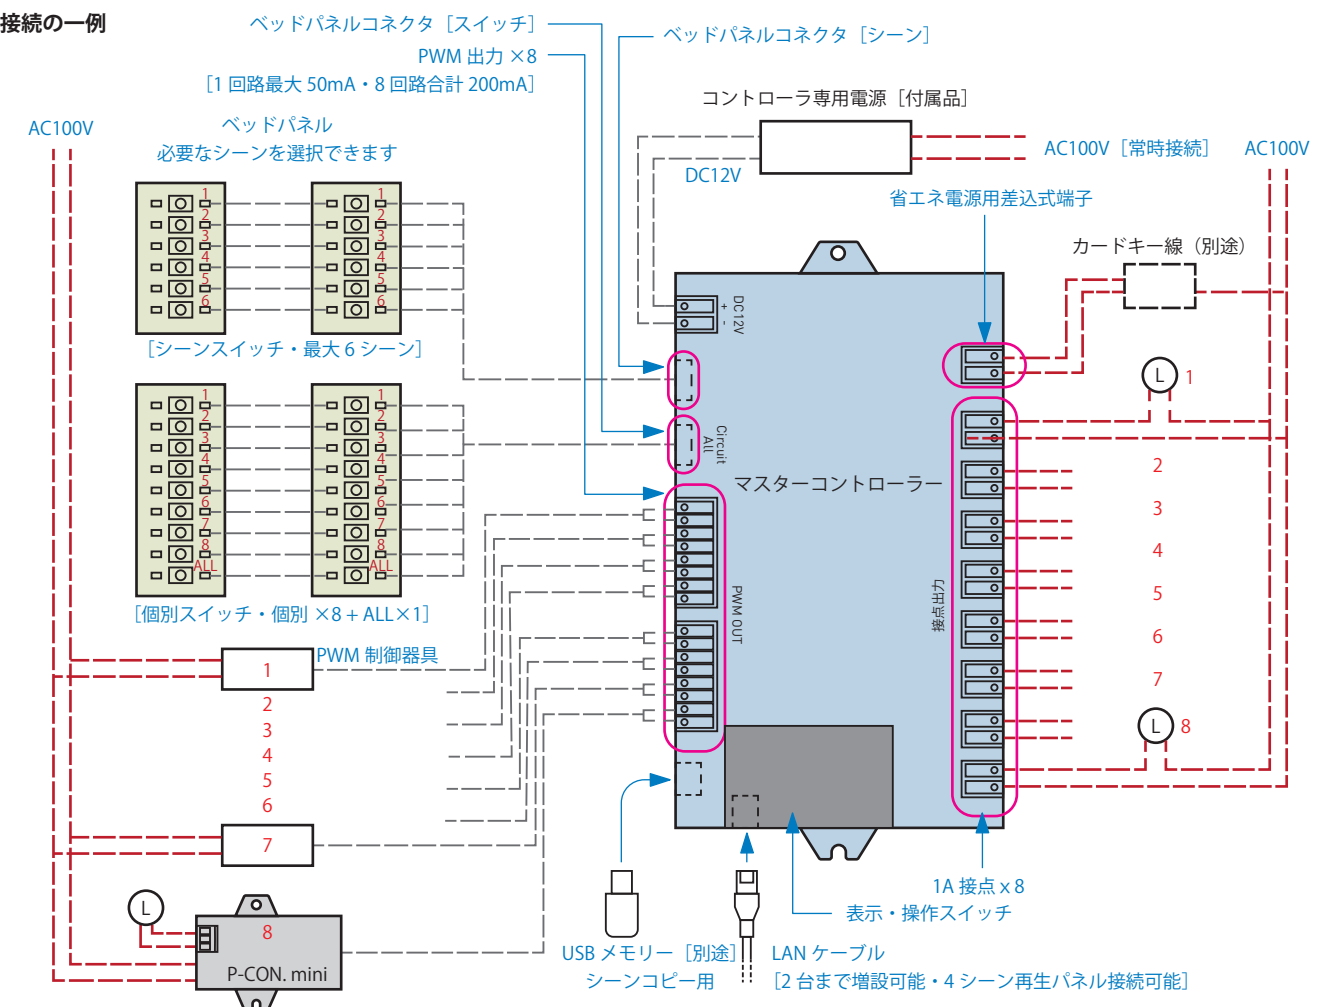 接続の一例
ベッドパネルコネクタ［スイッチ］
PWM 出力 ×8
［1 回路最大 50mA・8 回路合計 200mA］
ベッドパネルコネクタ［シーン］
コントローラ専用電源［付属品］
AC100V
ベッドパネル
必要なシーンを選択できます
DC12V
AC100V［常時接続］
AC100V
省エネ電源用差込式端子
カードキー線（別途）
1
2
3
4
5
6
1
2
3
4
5
6
［シーンスイッチ・最大 6 シーン］
1
2
3
4
5
6
7
8
ALL
1
2
3
4
5
6
7
8
ALL
［個別スイッチ・個別 ×8 + ALL×1］
DC12V
+
-
Circuit
All
マスターコントローラー
PWM OUT
接点出力
L
1
2
3
4
5
6
7
L
8
PWM 制御器具
1
2
3
4
5
6
7
L
8
P-CON. mini
1A 接点 x 8
表示・操作スイッチ
USB メモリー［別途］
シーンコピー用
LAN ケーブル
［2 台まで増設可能・4 シーン再生パネル接続可能］